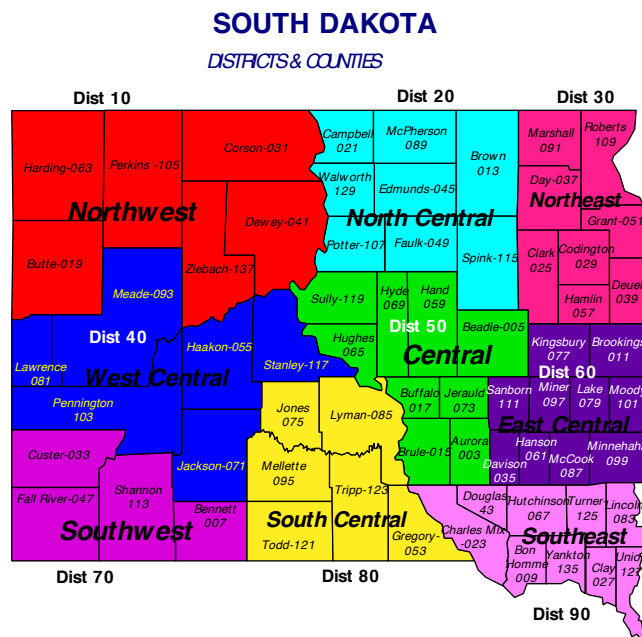 SOUTH DAKOTA
DISTRICTS & COUNTIES
Dist 10
Dist 20
Dist 30
Harding-063
Perkins -105
Corson-031
Northwest
Dewey-041
Butte-019
Ziebach-137
Campbell
021
McPherson
089
Brown
013
Walworth
129
Edmunds-045
North Central
Potter-107
Faulk-049
Spink-115
Marshall
091
Roberts
109
Day-037
Northeast
Grant-051
Clark
025
Codington
029
Hamlin
057
Deuel
039
Meade-093
Dist 40
Lawrence
081
West Central
Haakon-055
Stanley-117
Pennington
103
Jackson-071
Sully-119
Hyde
069
Hand
059
Hughes
065
Dist 50
Beadle-005
Central
Buffalo
017
Jerauld
073
Brule-015
Aurora
003
Kingsbury
077
Brookings
011
Dist 60
Sanborn
111
Miner
097
Lake
079
Moody
101
East Central
Hanson
061
Minnehaha
099
Davison
035
McCook
087
Custer-033
Fall River-047
Shannon
113
Southwest
Bennett
007
Dist 70
Jones
075
Lyman-085
Mellette
095
Tripp-123
South Central
Todd-121
Gregory-
053
Dist 80
Douglas
43
Hutchinson
067
Turner-
125
Lincoln
083
Charles Mix
-023
Southeast
Bon
Homme
009
Yankton
135
Clay
027
Union
127
Dist 90